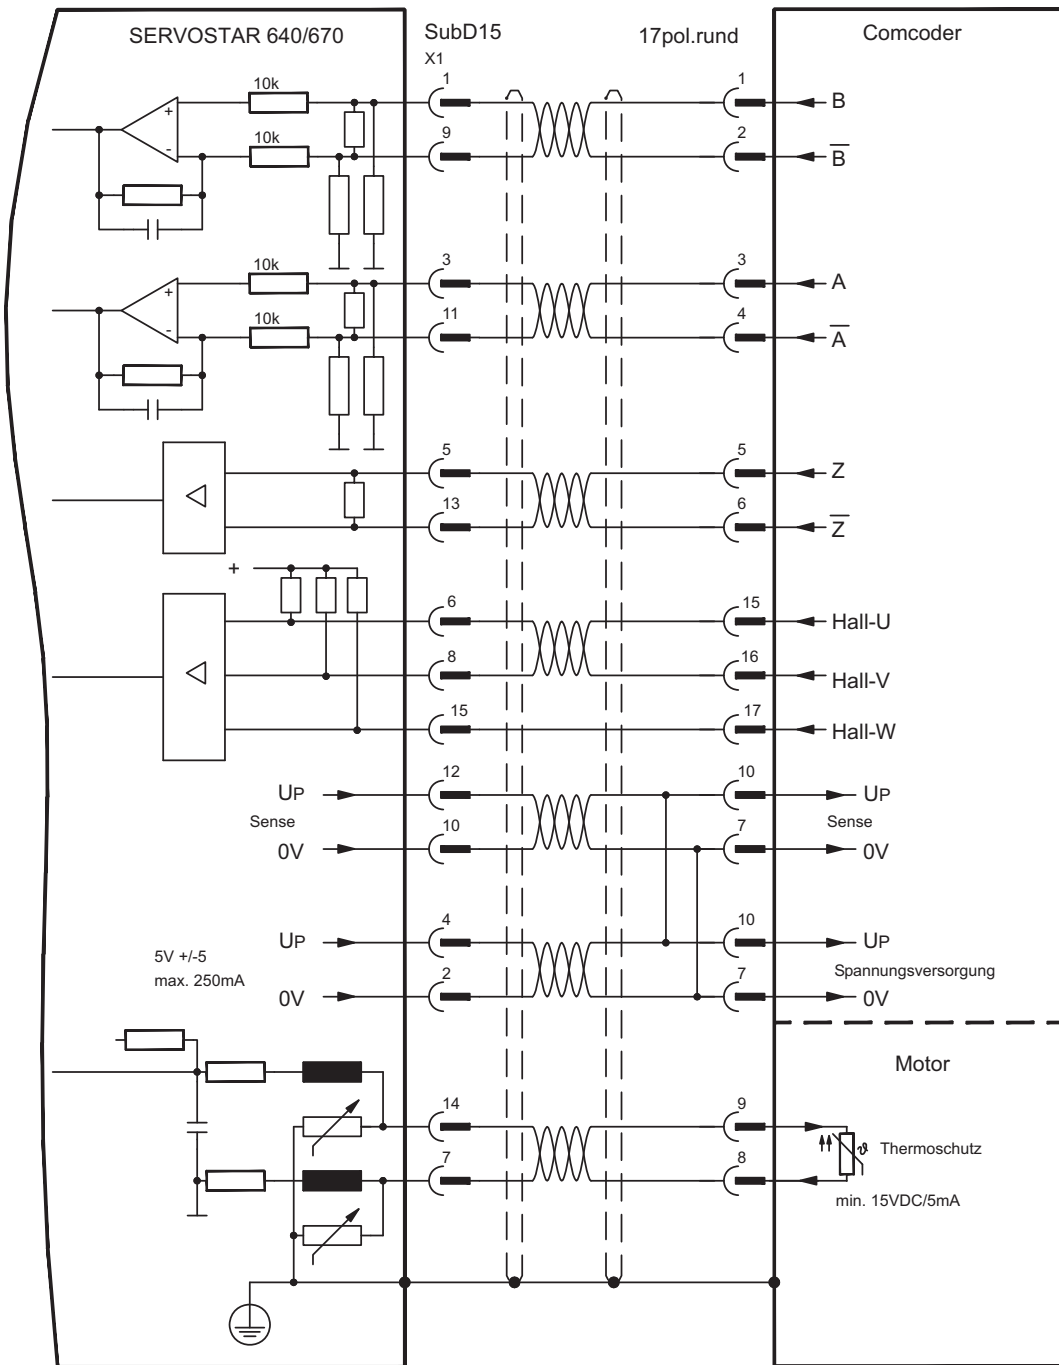 SERVOSTAR 640/670 SubD15 17pol.rund Comcoder
X1
10k 1 1 B
+
-
10k 9 2 B̅
10k 3 3 A
+
-
10k 11 4 A̅
5 5 Z
13 6 Z̅
+
6 15 Hall-U
8 16 Hall-V
15 17 Hall-W
UP 12 10 UP
Sense Sense
0V 10 7 0V
UP 4 10 UP
5V +/-5
max. 250mA
Spannungsversorgung
0V 2 7 0V
Motor
14 9
ϑ Thermoschutz
7 8
min. 15VDC/5mA